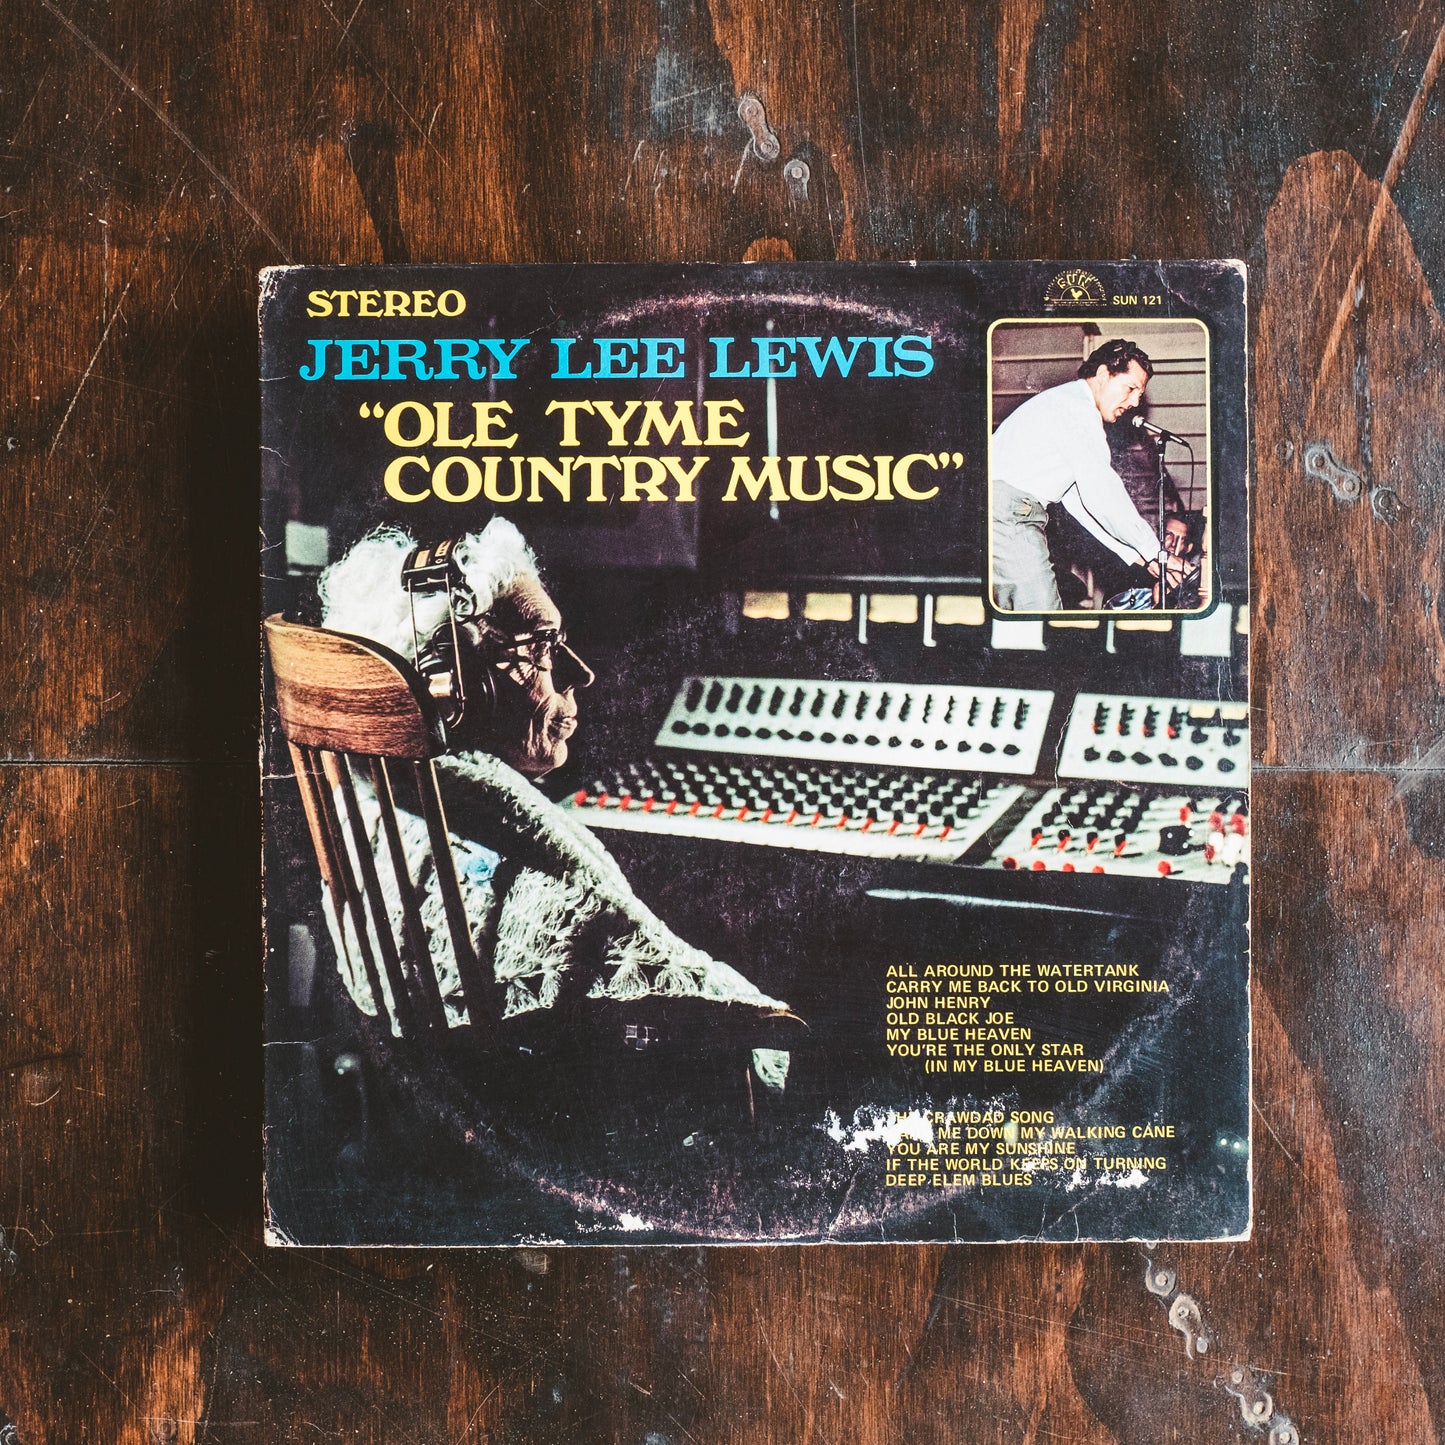 STEREO
SUN
SUN 121
JERRY LEE LEWIS
“OLE TYME
COUNTRY MUSIC”
ALL AROUND THE WATERTANK
CARRY ME BACK TO OLD VIRGINIA
JOHN HENRY
OLD BLACK JOE
MY BLUE HEAVEN
YOU'RE THE ONLY STAR
(IN MY BLUE HEAVEN)
CRAWDAD SONG
ME DOWN MY WALKING CANE
YOU ARE MY SUNSHINE
IF THE WORLD KEEPS ON TURNING
DEEP ELEM BLUES